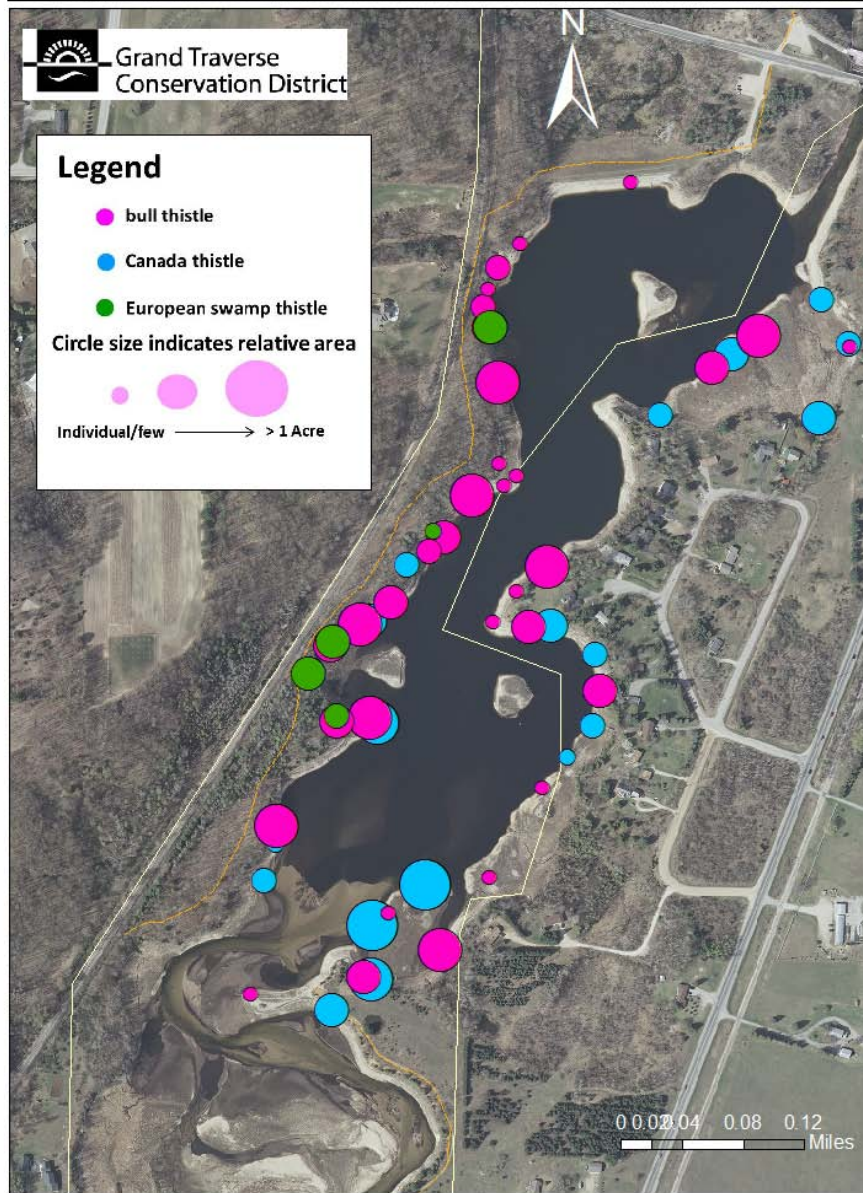 Grand Traverse
Conservation District
N
Legend
bull thistle
Canada thistle
European swamp thistle
Circle size indicates relative area
Individual/few > 1 Acre
0 0.02 0.04 0.08 0.12
Miles